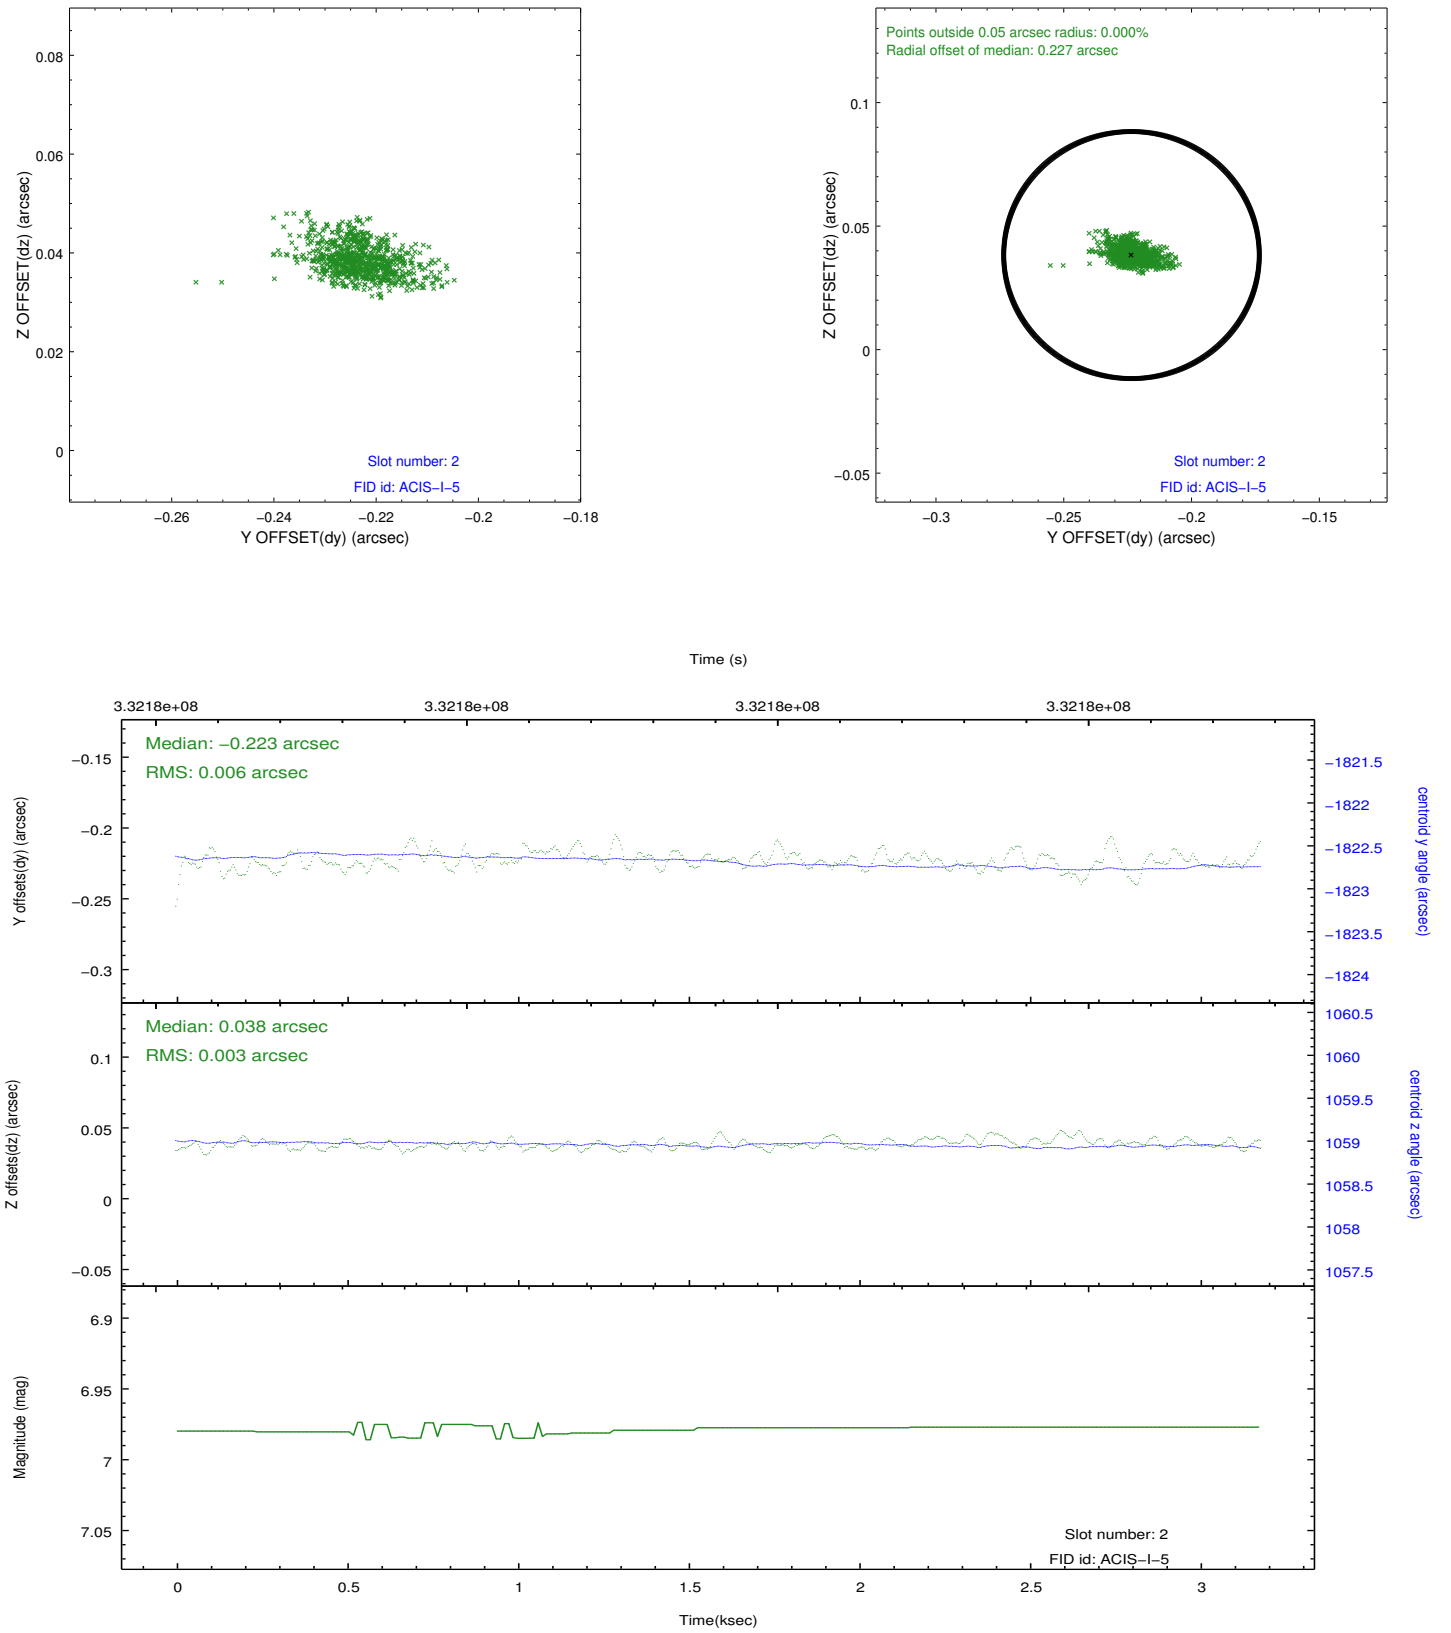 0.08
0.06
0.04
0.02
0
Z OFFSET(dz) (arcsec)
Slot number: 2
FID id: ACIS−I−5
−0.26 −0.24 −0.22 −0.2 −0.18
Y OFFSET(dy) (arcsec)
Points outside 0.05 arcsec radius: 0.000%
Radial offset of median: 0.227 arcsec
0.1
0.05
0
−0.05
Z OFFSET(dz) (arcsec)
Slot number: 2
FID id: ACIS−I−5
−0.3 −0.25 −0.2 −0.15
Y OFFSET(dy) (arcsec)
Time (s)
3.3218e+08 3.3218e+08 3.3218e+08 3.3218e+08
Median: −0.223 arcsec
RMS: 0.006 arcsec
−0.15
−0.2
−0.25
−0.3
Y offsets(dy) (arcsec)
−1821.5
−1822
−1822.5
−1823
−1823.5
−1824
centroid y angle (arcsec)
Median: 0.038 arcsec
RMS: 0.003 arcsec
0.1
0.05
0
−0.05
Z offsets(dz) (arcsec)
1060.5
1060
1059.5
1059
1058.5
1058
1057.5
centroid z angle (arcsec)
6.9
6.95
7
7.05
Magnitude (mag)
Slot number: 2
FID id: ACIS−I−5
0 0.5 1 1.5 2 2.5 3
Time(ksec)